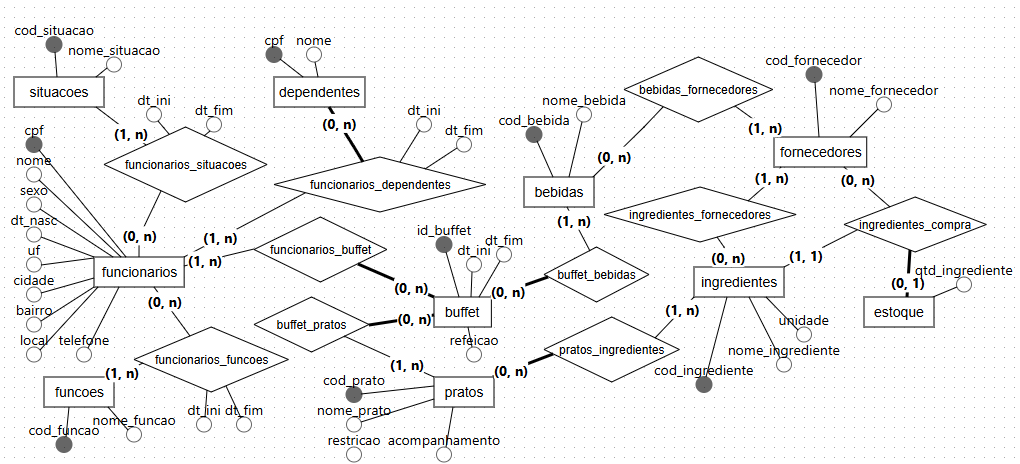 cod_situacao
nome_situacao
situacoes
(1, n)
dt_ini
dt_fim
funcionarios_situacoes
(0, n)
cpf
nome
dependentes
(0, n)
dt_ini
dt_fim
funcionarios_dependentes
(1, n)
cpf
nome
sexo
dt_nasc
uf
cidade
bairro
local
telefone
funcionarios
(1, n)
funcionarios_buffet
(0, n)
(0, n)
funcionarios_funcoes
(1, n)
dt_ini
dt_fim
funcoes
nome_funcao
cod_funcao
id_buffet
dt_ini
dt_fim
buffet
refeicao
(0, n)
buffet_bebidas
(1, n)
buffet_pratos
(0, n)
(1, n)
cod_prato
nome_prato
restricao
acompanhamento
pratos
(0, n)
pratos_ingredientes
(1, n)
cod_bebida
nome_bebida
bebidas
(0, n)
bebidas_fornecedores
(1, n)
cod_fornecedor
nome_fornecedor
fornecedores
(1, n)
(0, n)
ingredientes_fornecedores
(0, n)
ingredientes_compra
(1, 1)
(0, 1)
ingredientes
unidade
nome_ingrediente
cod_ingrediente
qtd_ingrediente
estoque